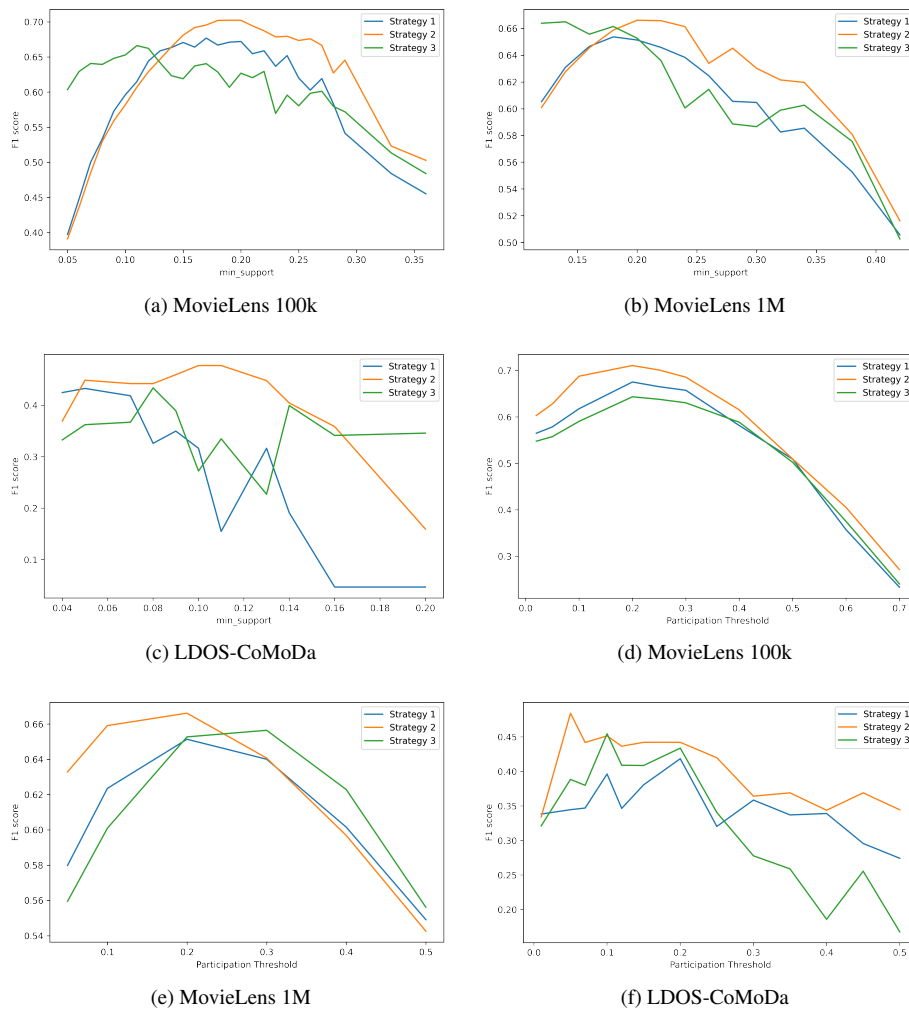 0.70
0.65
0.60
0.55
0.50
0.45
0.40
F1 score
0.05 0.10 0.15 0.20 0.25 0.30 0.35
min_support
Strategy 1
Strategy 2
Strategy 3
(a) MovieLens 100k
0.66
0.64
0.62
0.60
0.58
0.56
0.54
0.52
0.50
F1 score
0.15 0.20 0.25 0.30 0.35 0.40
min_support
Strategy 1
Strategy 2
Strategy 3
(b) MovieLens 1M
0.4
0.3
0.2
0.1
F1 score
0.04 0.06 0.08 0.10 0.12 0.14 0.16 0.18 0.20
min_support
Strategy 1
Strategy 2
Strategy 3
(c) LDOS-CoMoDa
0.7
0.6
0.5
0.4
0.3
F1 score
0.0 0.1 0.2 0.3 0.4 0.5 0.6 0.7
Participation Threshold
Strategy 1
Strategy 2
Strategy 3
(d) MovieLens 100k
0.66
0.64
0.62
0.60
0.58
0.56
0.54
F1 score
0.1 0.2 0.3 0.4 0.5
Participation Threshold
Strategy 1
Strategy 2
Strategy 3
(e) MovieLens 1M
0.45
0.40
0.35
0.30
0.25
0.20
F1 score
0.0 0.1 0.2 0.3 0.4 0.5
Participation Threshold
Strategy 1
Strategy 2
Strategy 3
(f) LDOS-CoMoDa